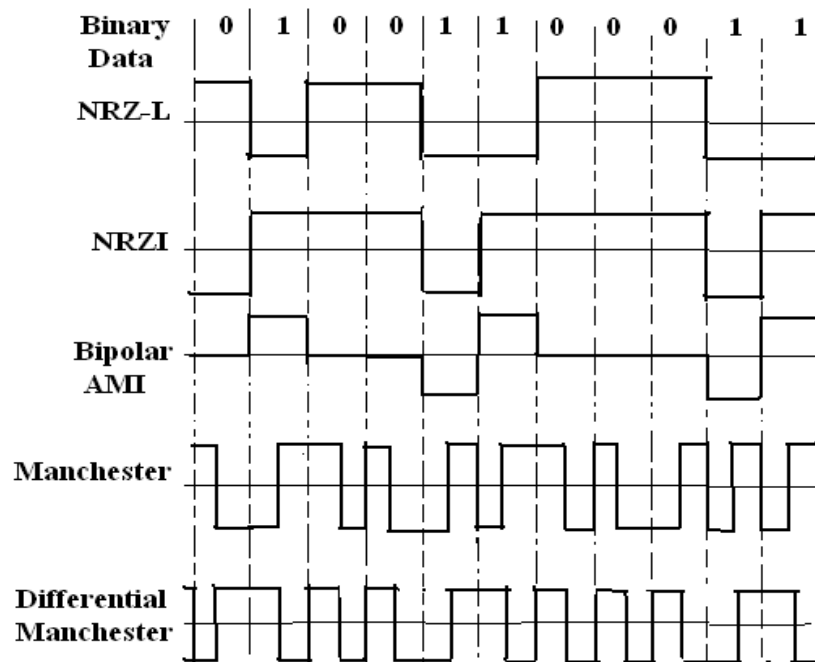 Binary Data 0 1 0 0 1 1 0 0 0 1 1
NRZ-L
NRZI
Bipolar
AMI
Manchester
Differential
Manchester